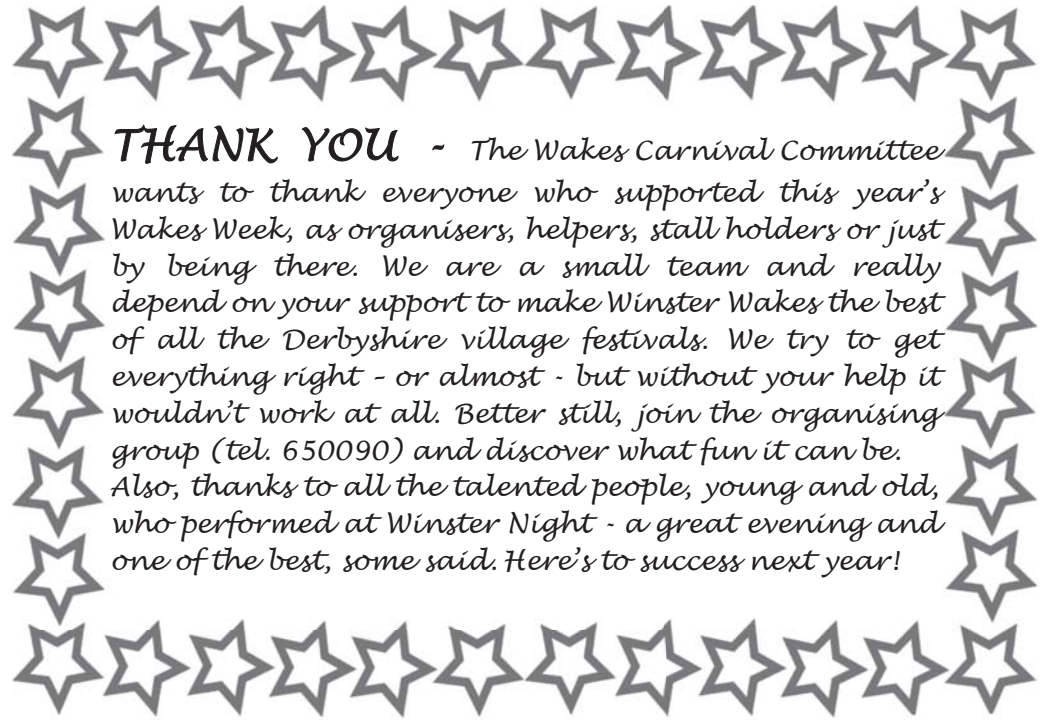 THANK YOU - The Wakes Carnival Committee
wants to thank everyone who supported this year's
Wakes Week, as organisers, helpers, stall holders or just
by being there. We are a small team and really
depend on your support to make Winster Wakes the best
of all the Derbyshire village festivals. We try to get
everything right – or almost - but without your help it
wouldn't work at all. Better still, join the organising
group (tel. 650090) and discover what fun it can be.
Also, thanks to all the talented people, young and old,
who performed at Winster Night - a great evening and
one of the best, some said. Here's to success next year!